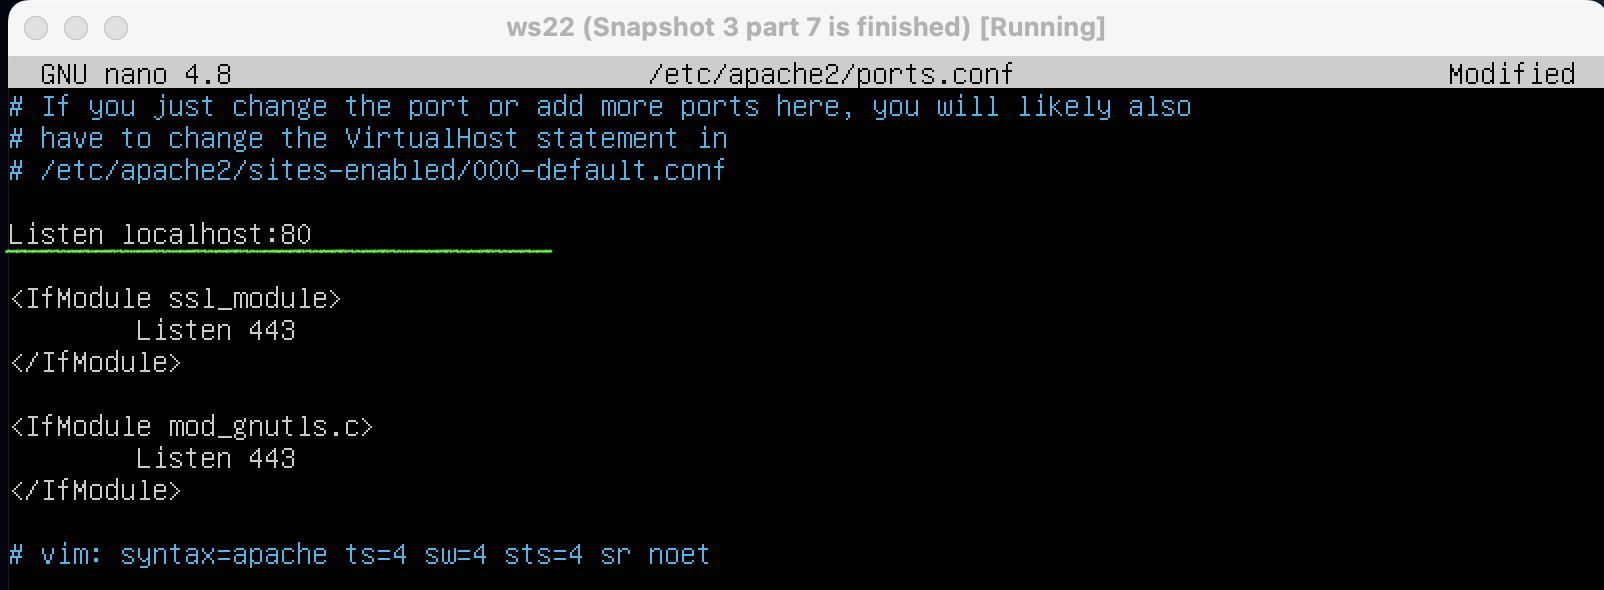 ws22 (Snapshot 3 part 7 is finished) [Running]
GNU nano 4.8 /etc/apache2/ports.conf Modified
# If you just change the port or add more ports here, you will likely also
# have to change the VirtualHost statement in
# /etc/apache2/sites-enabled/000-default.conf
Listen localhost:80
<IfModule ssl_module>
Listen 443
</IfModule>
<IfModule mod_gnutls.c>
Listen 443
</IfModule>
# vim: syntax=apache ts=4 sw=4 sts=4 sr noet